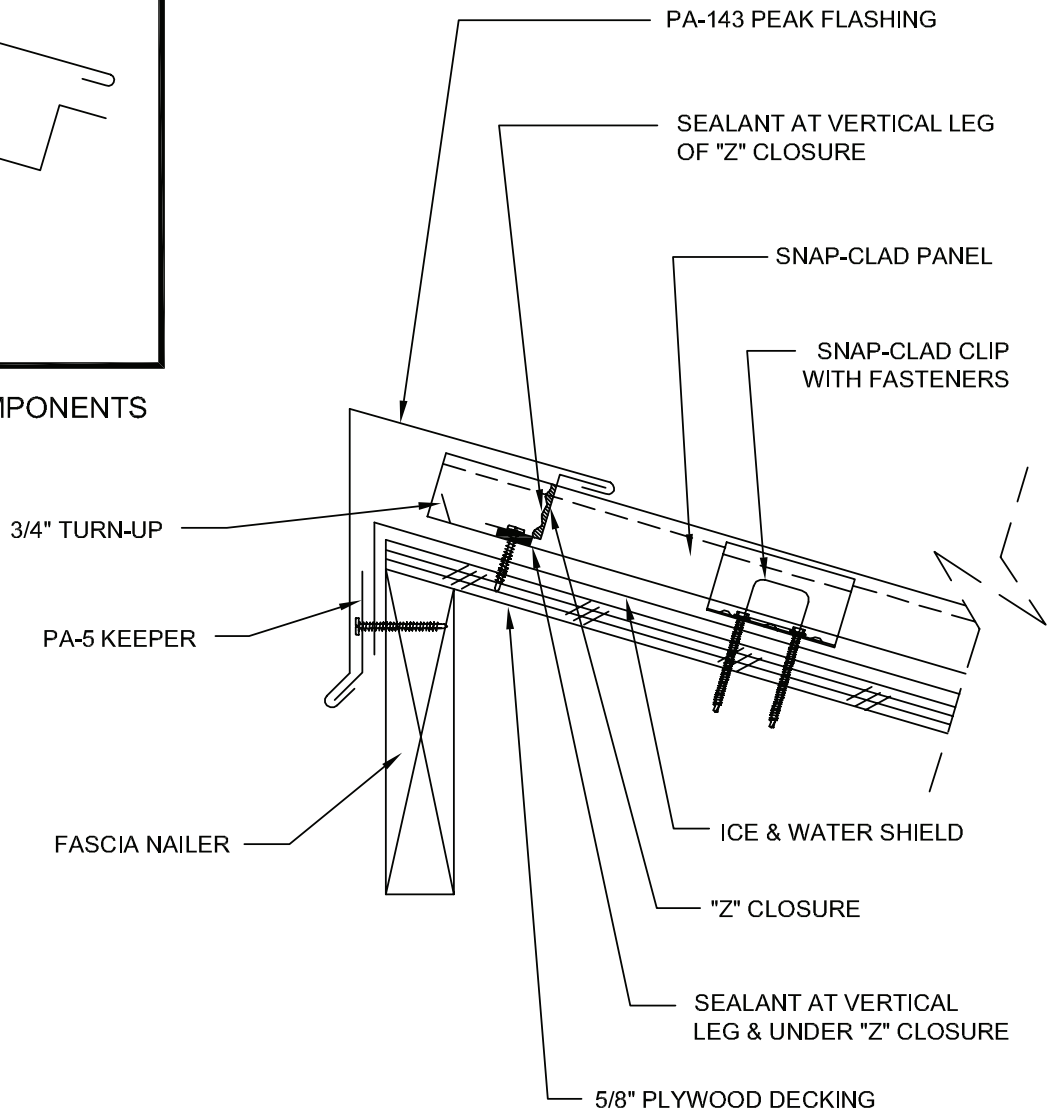 PA-143 PEAK FLASHING
SEALANT AT VERTICAL LEG
OF "Z" CLOSURE
SNAP-CLAD PANEL
SNAP-CLAD CLIP
WITH FASTENERS
MPONENTS
3/4" TURN-UP
PA-5 KEEPER
FASCIA NAILER
ICE & WATER SHIELD
"Z" CLOSURE
SEALANT AT VERTICAL
LEG & UNDER "Z" CLOSURE
5/8" PLYWOOD DECKING